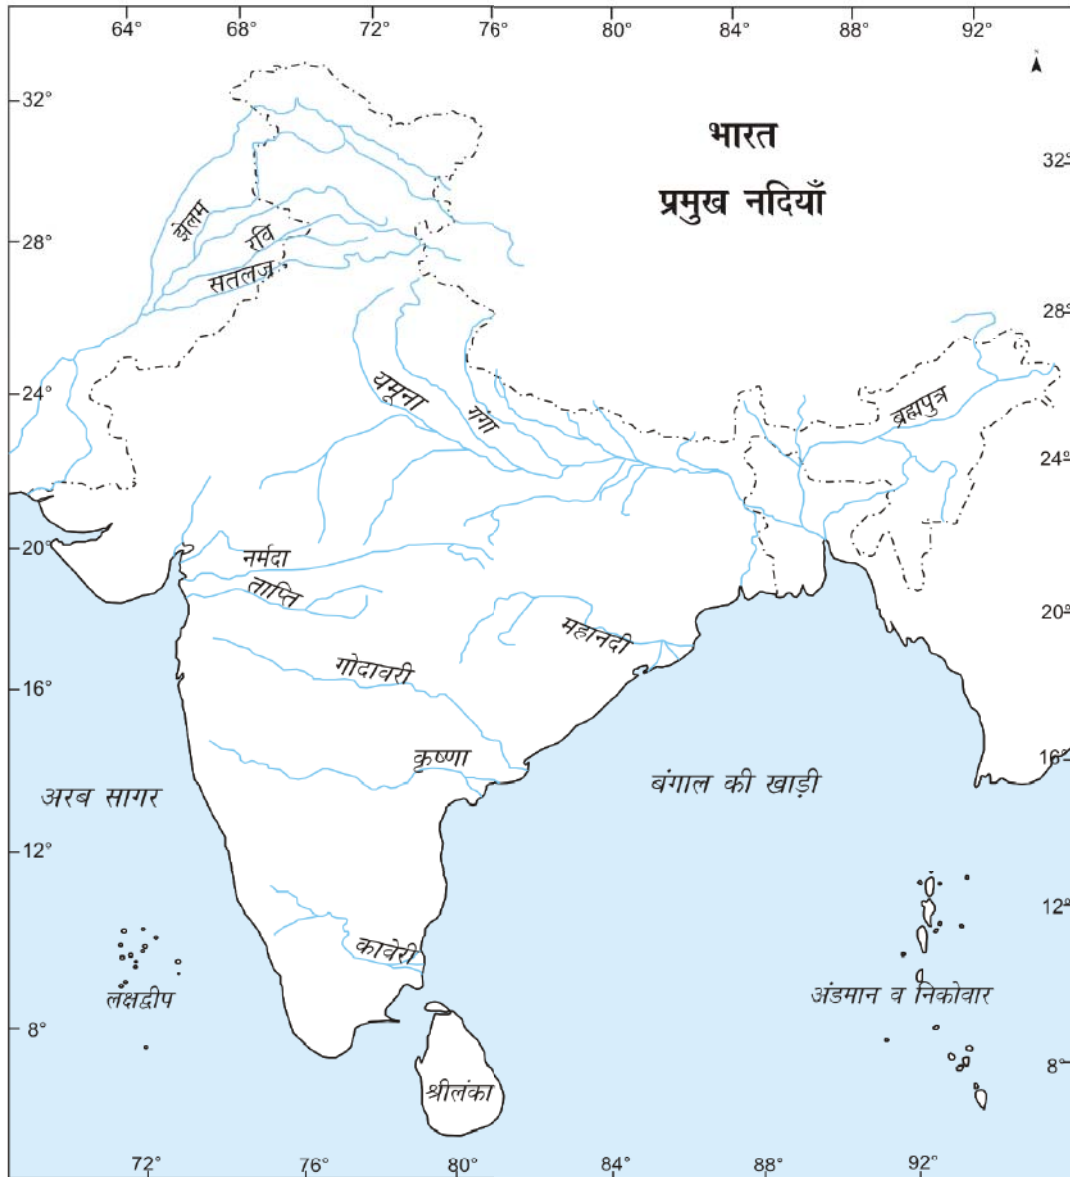 64° 68° 72° 76° 80° 84° 88° 92°
N
32°
भारत
32°
प्रमुख नदियाँ
झेलम
रवि
28°
सतलज़
28°
24°
यमूना
गंगा
ब्रह्मपुत्र
24°
20°
नर्मदा
ताप्ति
महानदी
20°
गोदावरी
16°
कृष्णा
16°
अरब सागर
बंगाल की खाड़ी
12°
12°
कावेरी
लंक्षद्वीप
अंडमान व निकोवार
8°
8°
श्रीलंका
72° 76° 80° 84° 88° 92°